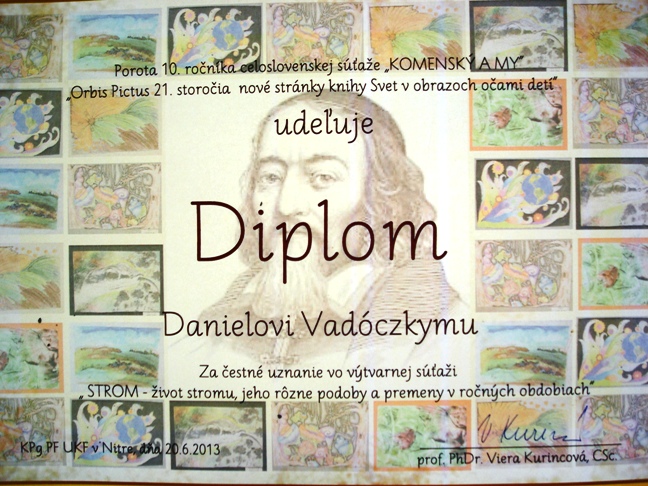 Porota 10. ročníka celoslovenskej súťaže „KOMENSKÝ A MY“
„Orbis Pictus 21. storočia nové stránky knihy Svet v obrazoch očami detí“
udeľuje
Diplom
Danielovi Vadóczkymu
Za čestné uznanie vo výtvarnej súťaži
„ STROM - život stromu, jeho rôzne podoby a premeny v ročných obdobiach“
V Kurinc
KPg PF UKF v Nitre, dňa 20.6.2013
prof. PhDr. Viera Kurincová, CSc.